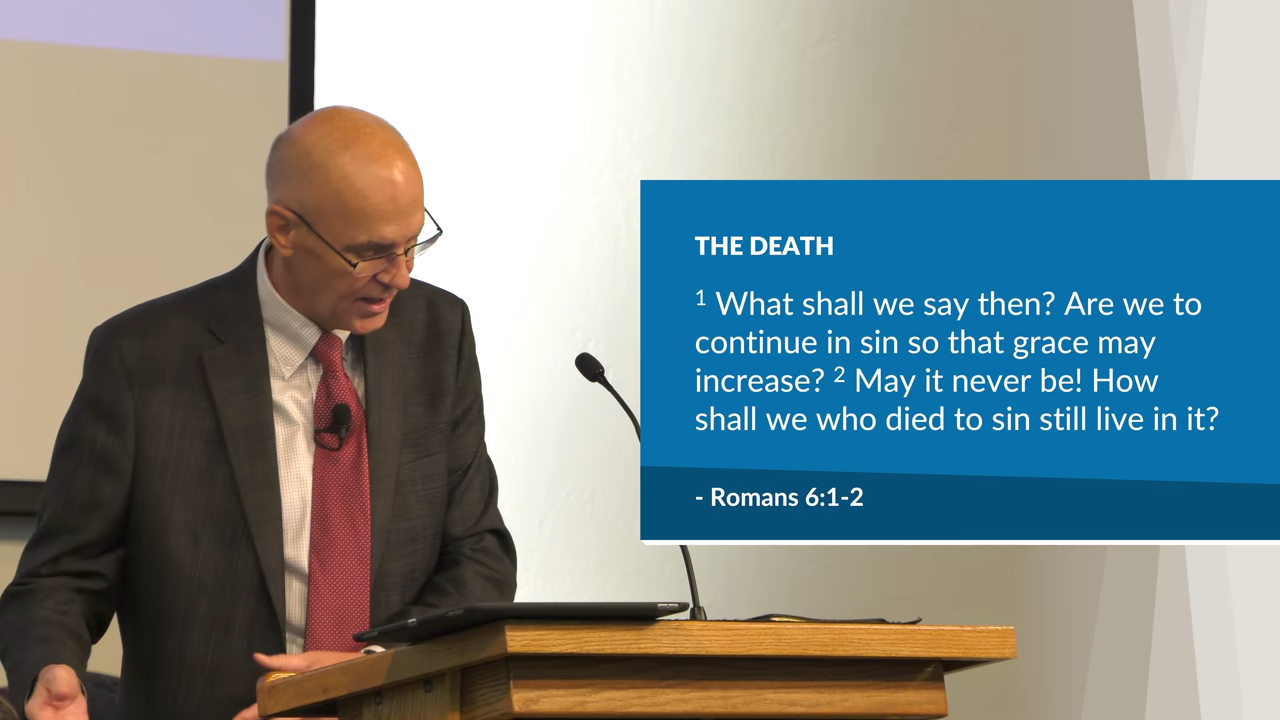 THE DEATH
¹ What shall we say then? Are we to
continue in sin so that grace may
increase? ² May it never be! How
shall we who died to sin still live in it?
- Romans 6:1-2